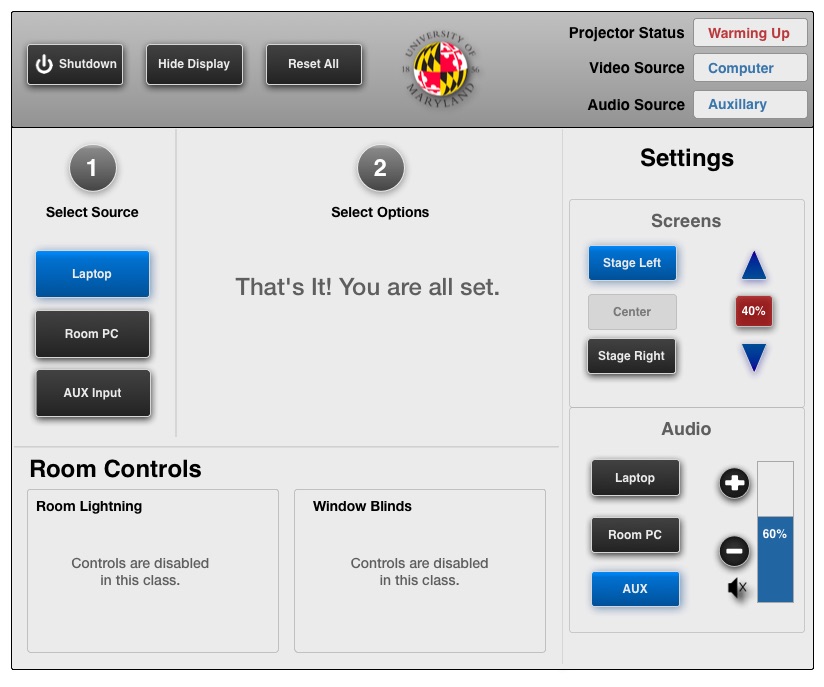 Shutdown
Hide Display
Reset All
UNIVERSITY OF
18 56
MARYLAND
Projector Status
Warming Up
Video Source
Computer
Audio Source
Auxillary
1
Select Source
Laptop
Room PC
AUX Input
2
Select Options
That's It! You are all set.
Settings
Screens
Stage Left
Center
Stage Right
40%
Audio
Laptop
Room PC
AUX
60%
Room Controls
Room Lightning
Controls are disabled
in this class.
Window Blinds
Controls are disabled
in this class.